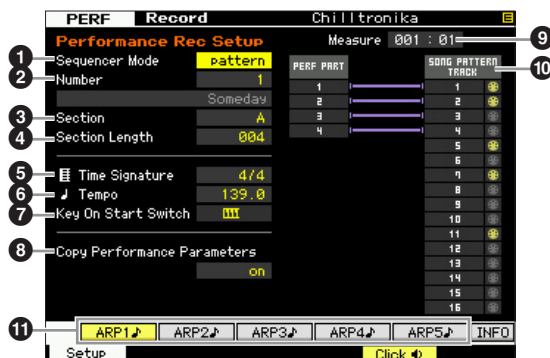 PERF Record Chilltronika E
Performance Rec Setup Measure 001 : 01 9
1 Sequencer Mode pattern PERF PART SONG PATTERN TRACK 10
2 Number 1
Someday
3 Section A
4 Section Length 004
5 Time Signature 4/4
6 Tempo 139.0
7 Key On Start Switch
8 Copy Performance Parameters
on
1 1
2 2
3 3
4 4
5
6
7
8
9
10
11
12
13
14
15
16
11 ARP1 ARP2 ARP3 ARP4 ARP5 INFO
Setup Click